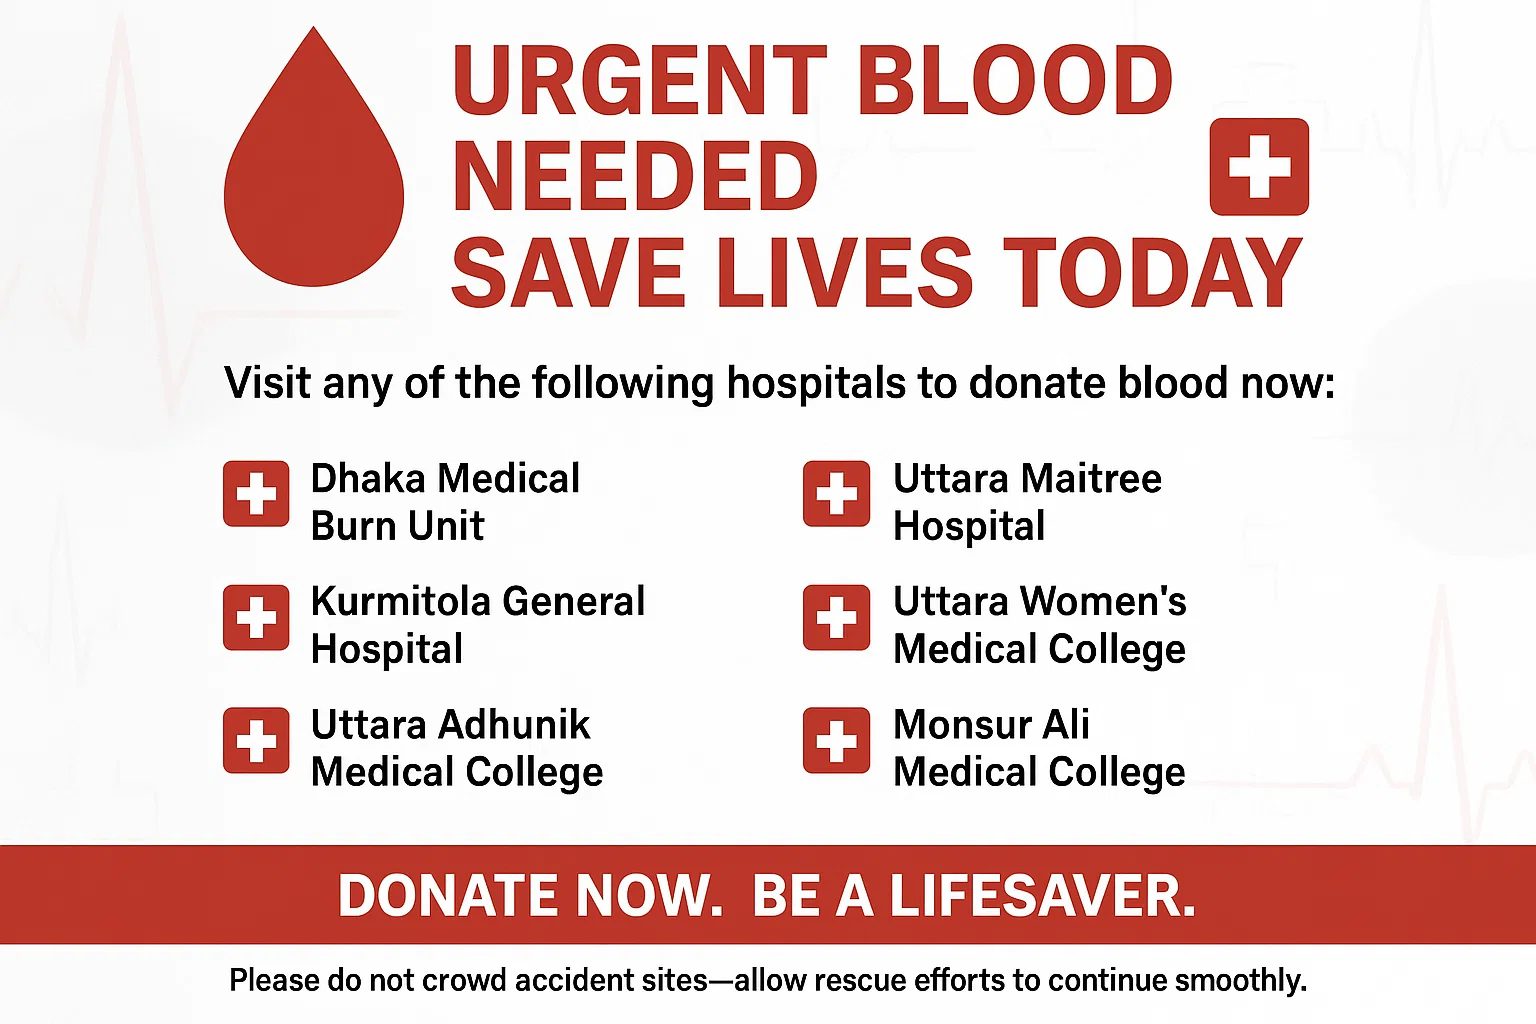 URGENT BLOOD
NEEDED
SAVE LIVES TODAY
Visit any of the following hospitals to donate blood now:
Dhaka Medical
Burn Unit
Kurmitola General
Hospital
Uttara Adhunik
Medical College
Uttara Maitree
Hospital
Uttara Women's
Medical College
Monsur Ali
Medical College
DONATE NOW. BE A LIFESAVER.
Please do not crowd accident sites—allow rescue efforts to continue smoothly.